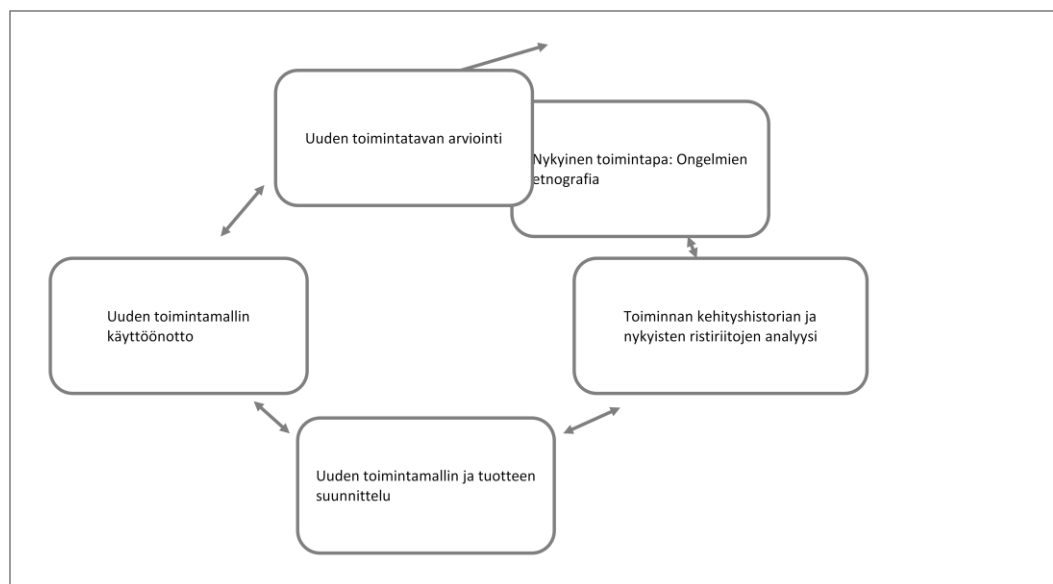 Uuden toimintatavan arviointi
Nykyinen toimintapa: Ongelmien
etnografia
Toiminnan kehityshistorian ja
nykyisten ristiriitojen analyysi
Uuden toimintamallin
käyttöönotto
Uuden toimintamallin ja tuotteen
suunnittelu